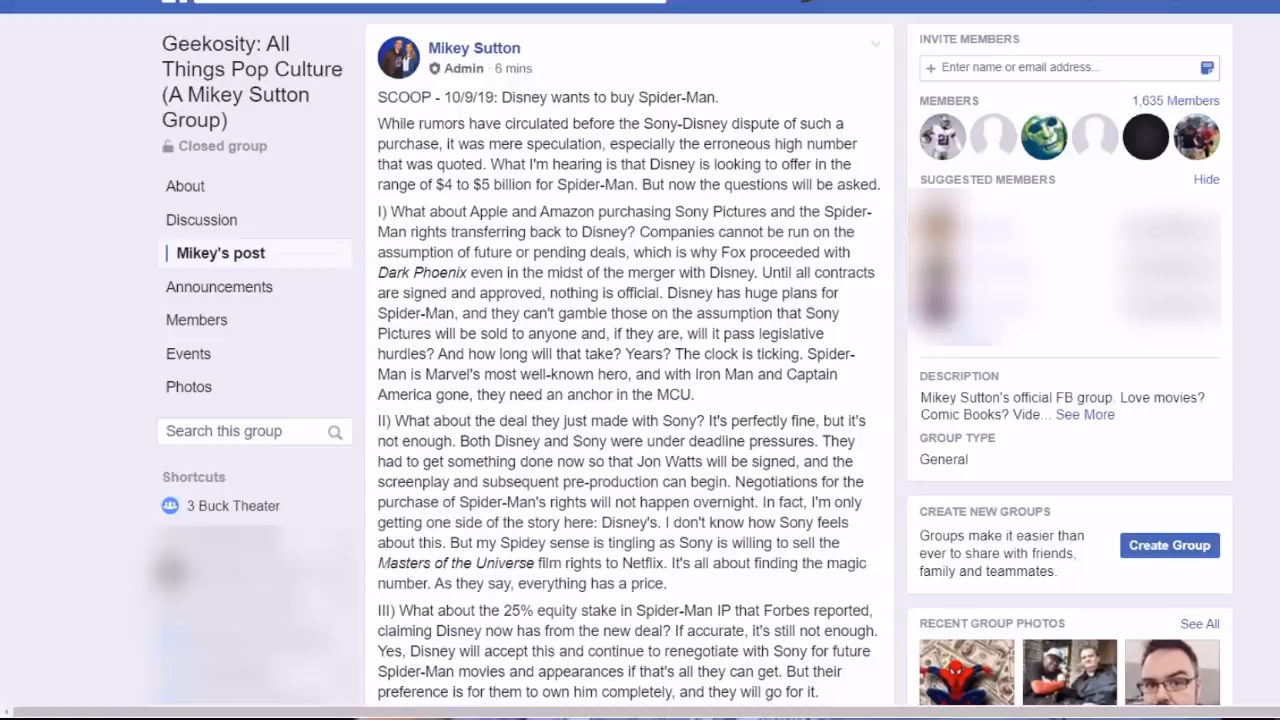 Geekosity: All
Things Pop Culture
(A Mikey Sutton
Group)
Closed group
About
Discussion
Mikey's post
Announcements
Members
Events
Photos
Search this group
Shortcuts
3 Buck Theater
Mikey Sutton
Admin · 6 mins
SCOOP - 10/9/19: Disney wants to buy Spider-Man.
While rumors have circulated before the Sony-Disney dispute of such a
purchase, it was mere speculation, especially the erroneous high number
that was quoted. What I'm hearing is that Disney is looking to offer in the
range of $4 to $5 billion for Spider-Man. But now the questions will be asked.
I) What about Apple and Amazon purchasing Sony Pictures and the Spider-
Man rights transferring back to Disney? Companies cannot be run on the
assumption of future or pending deals, which is why Fox proceeded with
Dark Phoenix even in the midst of the merger with Disney. Until all contracts
are signed and approved, nothing is official. Disney has huge plans for
Spider-Man, and they can't gamble those on the assumption that Sony
Pictures will be sold to anyone and, if they are, will it pass legislative
hurdles? And how long will that take? Years? The clock is ticking. Spider-
Man is Marvel's most well-known hero, and with Iron Man and Captain
America gone, they need an anchor in the MCU.
II) What about the deal they just made with Sony? It's perfectly fine, but it's
not enough. Both Disney and Sony were under deadline pressures. They
had to get something done now so that Jon Watts will be signed, and the
screenplay and subsequent pre-production can begin. Negotiations for the
purchase of Spider-Man's rights will not happen overnight. In fact, I'm only
getting one side of the story here: Disney's. I don't know how Sony feels
about this. But my Spidey sense is tingling as Sony is willing to sell the
Masters of the Universe film rights to Netflix. It's all about finding the magic
number. As they say, everything has a price.
III) What about the 25% equity stake in Spider-Man IP that Forbes reported,
claiming Disney now has from the new deal? If accurate, it's still not enough.
Yes, Disney will accept this and continue to renegotiate with Sony for future
Spider-Man movies and appearances if that's all they can get. But their
preference is for them to own him completely, and they will go for it.
INVITE MEMBERS
+ Enter name or email address...
MEMBERS
1,635 Members
SUGGESTED MEMBERS
Hide
DESCRIPTION
Mikey Sutton's official FB group. Love movies?
Comic Books? Vide... See More
GROUP TYPE
General
CREATE NEW GROUPS
Groups make it easier than
ever to share with friends,
family and teammates.
Create Group
RECENT GROUP PHOTOS
See All